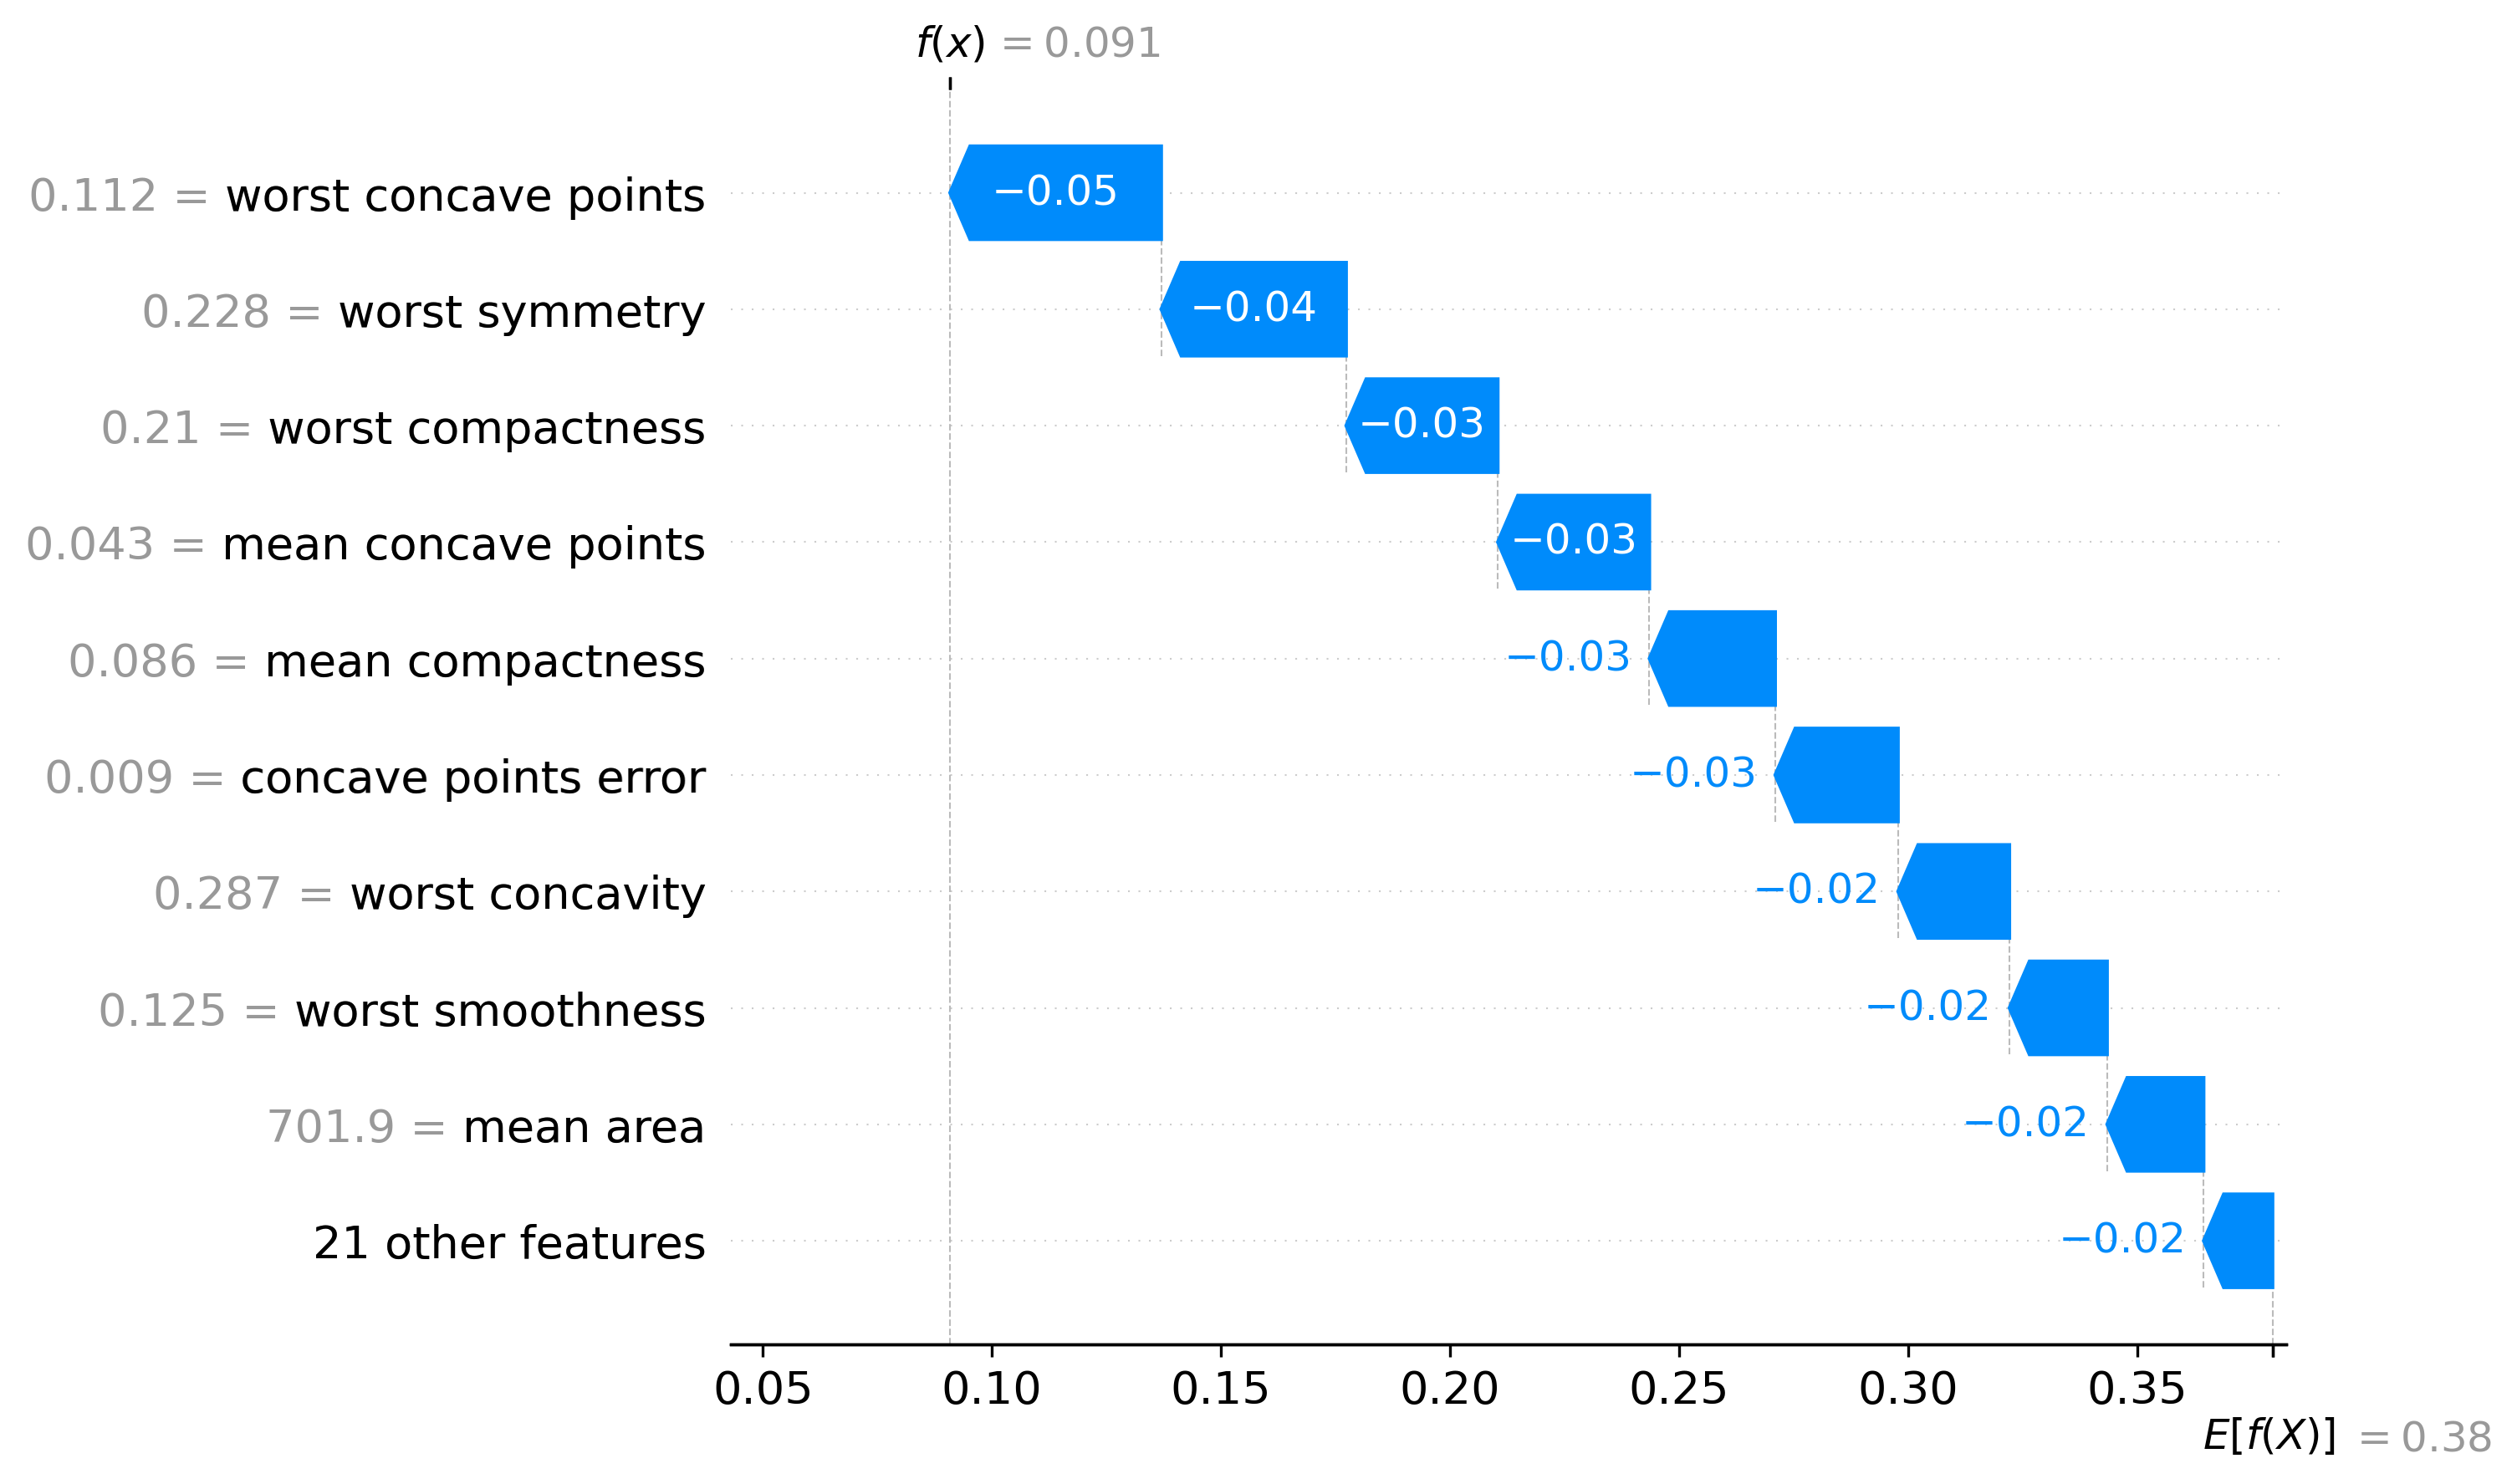 f(x) = 0.091
0.112 = worst concave points −0.05
0.228 = worst symmetry −0.04
0.21 = worst compactness −0.03
0.043 = mean concave points −0.03
0.086 = mean compactness −0.03
0.009 = concave points error −0.03
0.287 = worst concavity −0.02
0.125 = worst smoothness −0.02
701.9 = mean area −0.02
21 other features −0.02
0.05 0.10 0.15 0.20 0.25 0.30 0.35
E[f(X)] = 0.38